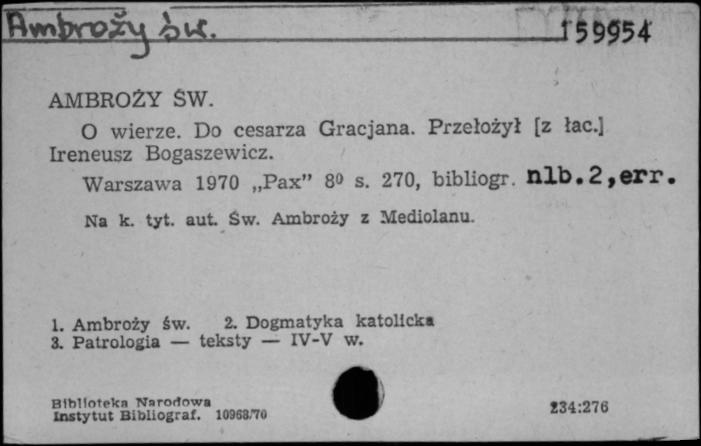 Ambroży św.
159954
AMBROŻY ŚW.
O wierze. Do cesarza Gracjana. Przełożył [z łac.]
Ireneusz Bogaszewicz.
Warszawa 1970 „Pax” 8⁰ s. 270, bibliogr. nlb.2,err.
Na k. tyt. aut. Św. Ambroży z Mediolanu.
1. Ambroży św. 2. Dogmatyka katolicka
3. Patrologia — teksty — IV-V w.
Biblioteka Narodowa
Instytut Bibliograf. 10968/70
234:276